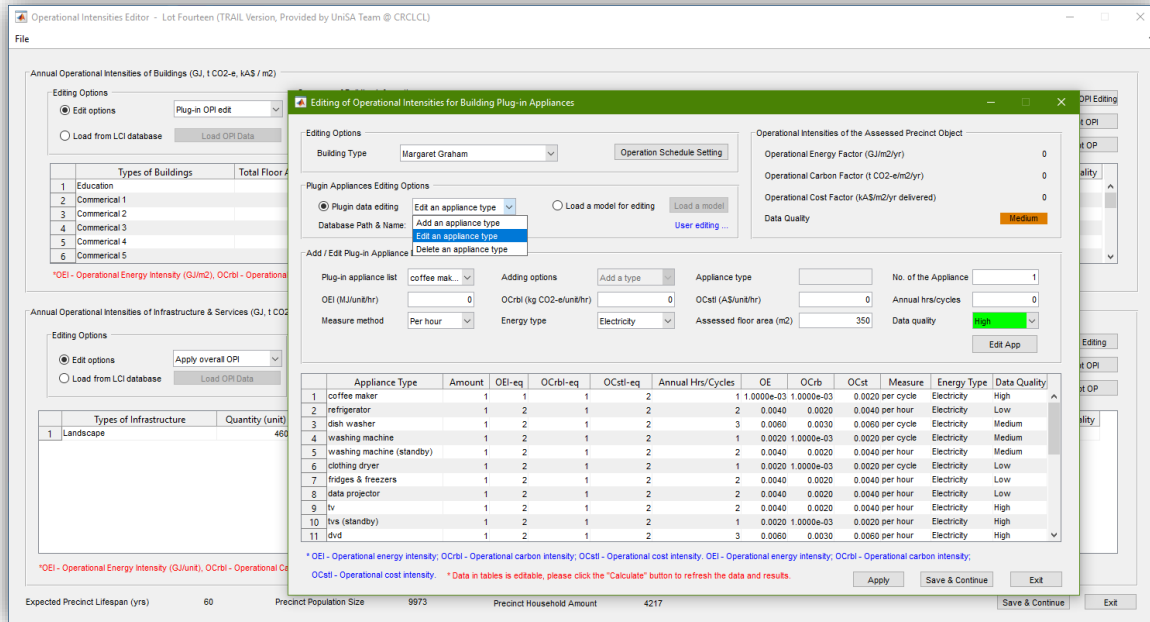 Operational Intensities Editor - Lot Fourteen (TRAIL Version, Provided by UniSA Team @ CRCLCL)
File
Annual Operational Intensities of Buildings (GJ, t CO2-e, kA$ / m2)
Editing Options
Edit options Plug-in OPI edit
Load from LCI database Load OPI Data
OPI Editing
t OPI
t OP
Types of Buildings Total Floor A ality
1 Education
2 Commerical 1
3 Commerical 2
4 Commerical 3
5 Commerical 4
6 Commerical 5
*OEI - Operational Energy Intensity (GJ/m2), OCrbl - Operationa
Annual Operational Intensities of Infrastructure & Services (GJ, t CO2
Editing Options
Edit options Apply overall OPI
Load from LCI database Load OPI Data
Editing
t OPI
t OP
Types of Infrastructure Quantity (unit) ality
1 Landscape 460
*OEI - Operational Energy Intensity (GJ/unit), OCrbl - Operational Ca
Expected Precinct Lifespan (yrs) 60 Precinct Population Size 9973 Precinct Household Amount 4217 Save & Continue Exit
Editing of Operational Intensities for Building Plug-in Appliances
Editing Options
Building Type Margaret Graham Operation Schedule Setting
Operational Intensities of the Assessed Precinct Object
Operational Energy Factor (GJ/m2/yr) 0
Operational Carbon Factor (t CO2-e/m2/yr) 0
Operational Cost Factor (kA$/m2/yr delivered) 0
Data Quality Medium
Plugin Appliances Editing Options
Plugin data editing Edit an appliance type Load a model for editing Load a model
Database Path & Name: User editing ...
Add an appliance type
Edit an appliance type
Delete an appliance type
Add / Edit Plug-in Appliance
Plug-in appliance list coffee mak... Adding options Add a type Appliance type No. of the Appliance 1
OEI (MJ/unit/hr) 0 OCrbl (kg CO2-e/unit/hr) 0 OCstl (A$/unit/hr) 0 Annual hrs/cycles 0
Measure method Per hour Energy type Electricity Assessed floor area (m2) 350 Data quality High
Edit App
Appliance Type Amount OEI-eq OCrbl-eq OCstl-eq Annual Hrs/Cycles OE OCrb OCst Measure Energy Type Data Quality
1 coffee maker 1 1 1 2 1 1.0000e-03 1.0000e-03 0.0020 per cycle Electricity High
2 refrigerator 1 2 1 2 2 0.0040 0.0020 0.0040 per hour Electricity Low
3 dish washer 1 2 1 2 3 0.0060 0.0030 0.0060 per cycle Electricity Medium
4 washing machine 1 2 1 2 1 0.0020 1.0000e-03 0.0020 per cycle Electricity Medium
5 washing machine (standby) 1 2 1 2 2 0.0040 0.0020 0.0040 per hour Electricity Medium
6 clothing dryer 1 2 1 2 1 0.0020 1.0000e-03 0.0020 per cycle Electricity Low
7 fridges & freezers 1 2 1 2 2 0.0040 0.0020 0.0040 per hour Electricity Low
8 data projector 1 2 1 2 2 0.0040 0.0020 0.0040 per hour Electricity Low
9 tv 1 2 1 2 2 0.0040 0.0020 0.0040 per hour Electricity High
10 tvs (standby) 1 2 1 2 1 0.0020 1.0000e-03 0.0020 per hour Electricity High
11 dvd 1 2 1 2 3 0.0060 0.0030 0.0060 per hour Electricity High
* OEI - Operational energy intensity; OCrbl - Operational carbon intensity; OCstl - Operational cost intensity. OEI - Operational energy intensity; OCrbl - Operational carbon intensity;
OCstl - Operational cost intensity. * Data in tables is editable, please click the "Calculate" button to refresh the data and results.
Apply Save & Continue Exit